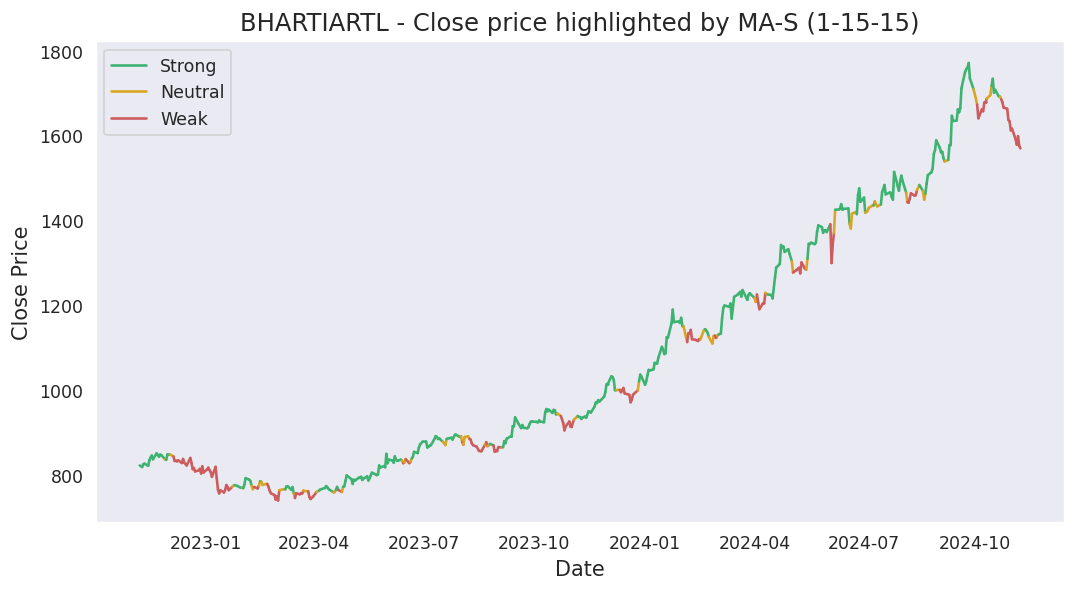 BHARTIARTL - Close price highlighted by MA-S (1-15-15)
Strong
Neutral
Weak
1800
1600
1400
1200
1000
800
Close Price
2023-01 2023-04 2023-07 2023-10 2024-01 2024-04 2024-07 2024-10
Date